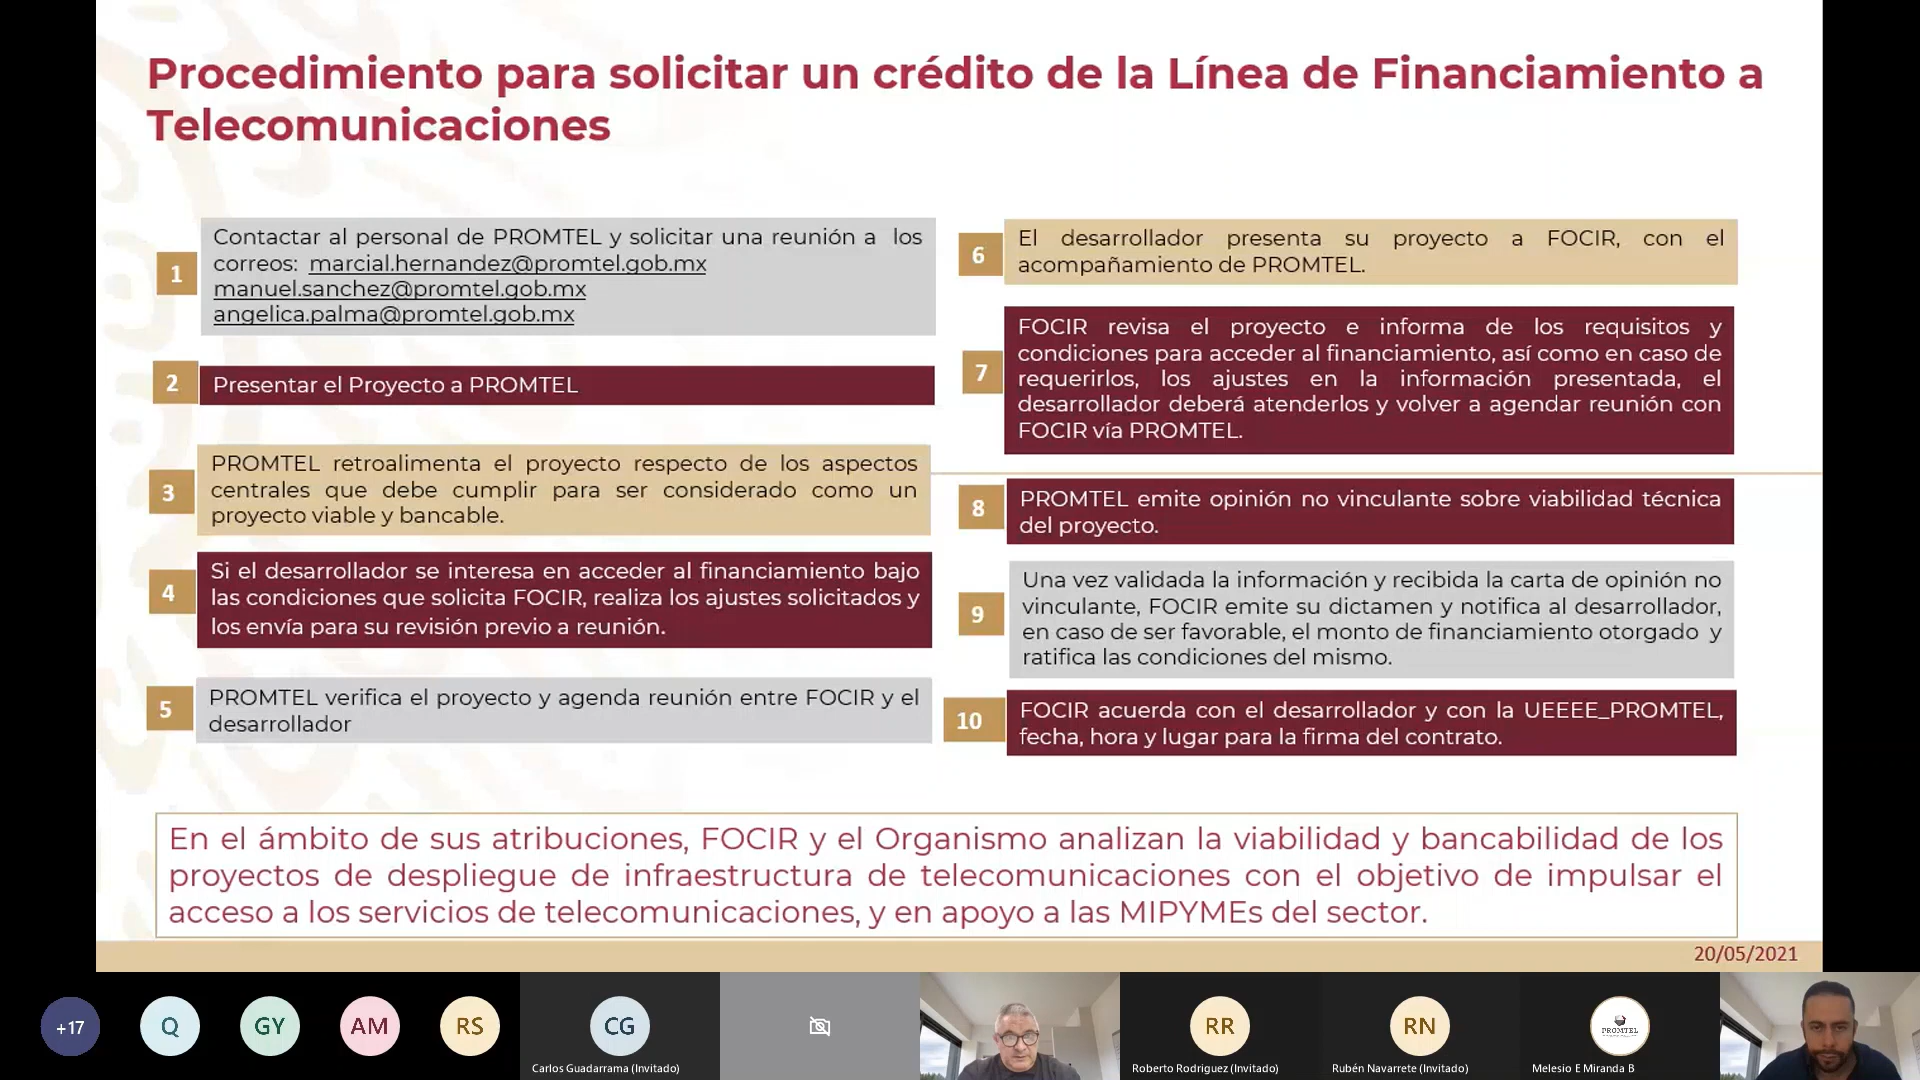 Procedimiento para solicitar un crédito de la Línea de Financiamiento a
Telecomunicaciones
1
Contactar al personal de PROMTEL y solicitar una reunión a los
correos: marcial.hernandez@promtel.gob.mx
manuel.sanchez@promtel.gob.mx
angelica.palma@promtel.gob.mx
2
Presentar el Proyecto a PROMTEL
3
PROMTEL retroalimenta el proyecto respecto de los aspectos
centrales que debe cumplir para ser considerado como un
proyecto viable y bancable.
4
Si el desarrollador se interesa en acceder al financiamiento bajo
las condiciones que solicita FOCIR, realiza los ajustes solicitados y
los envía para su revisión previo a reunión.
5
PROMTEL verifica el proyecto y agenda reunión entre FOCIR y el
desarrollador
6
El desarrollador presenta su proyecto a FOCIR, con el
acompañamiento de PROMTEL.
7
FOCIR revisa el proyecto e informa de los requisitos y
condiciones para acceder al financiamiento, así como en caso de
requerirlos, los ajustes en la información presentada, el
desarrollador deberá atenderlos y volver a agendar reunión con
FOCIR vía PROMTEL.
8
PROMTEL emite opinión no vinculante sobre viabilidad técnica
del proyecto.
9
Una vez validada la información y recibida la carta de opinión no
vinculante, FOCIR emite su dictamen y notifica al desarrollador,
en caso de ser favorable, el monto de financiamiento otorgado y
ratifica las condiciones del mismo.
10
FOCIR acuerda con el desarrollador y con la UEEEE_PROMTEL,
fecha, hora y lugar para la firma del contrato.
En el ámbito de sus atribuciones, FOCIR y el Organismo analizan la viabilidad y bancabilidad de los
proyectos de despliegue de infraestructura de telecomunicaciones con el objetivo de impulsar el
acceso a los servicios de telecomunicaciones, y en apoyo a las MIPYMEs del sector.
20/05/2021
+17
Q
GY
AM
RS
CG
Carlos Guadarrama (Invitado)
RR
Roberto Rodriguez (Invitado)
RN
Rubén Navarrete (Invitado)
PROMTEL
Melesio E Miranda B